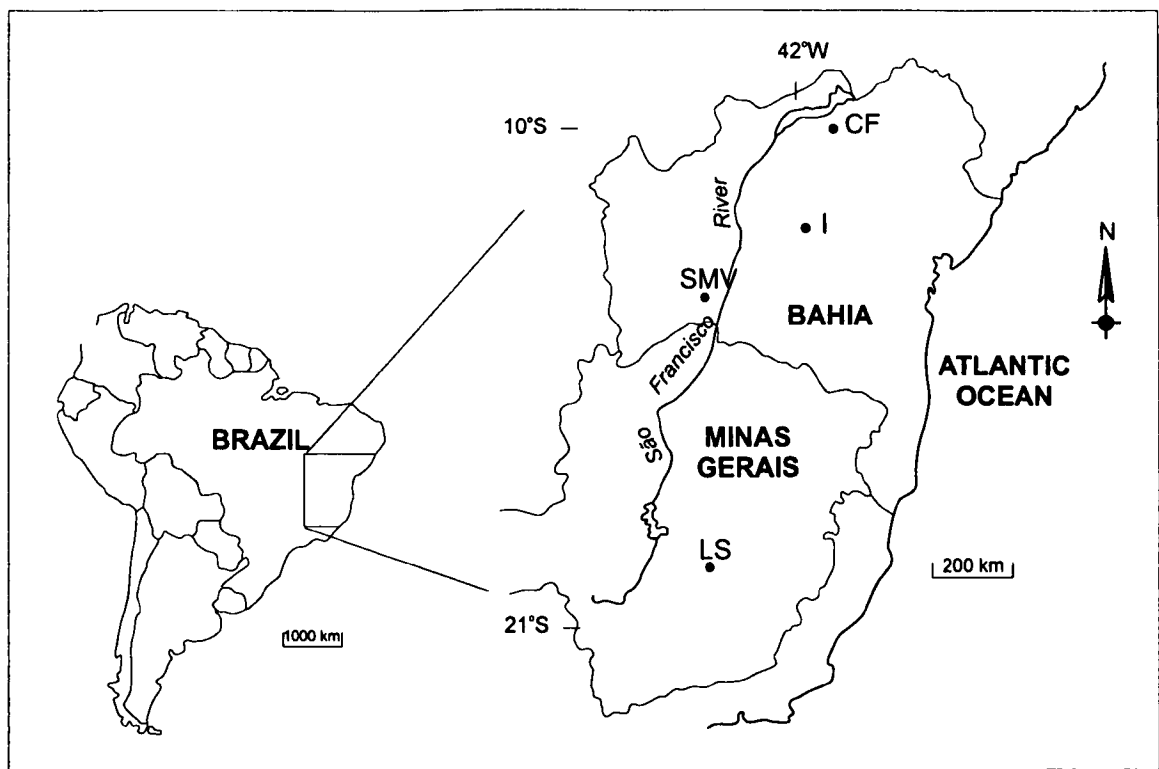 42°W
10°S
CF
River
I
N
SMV
BAHIA
Francisco
ATLANTIC
OCEAN
BRAZIL
MINAS
GERAIS
São
LS
200 km
21°S
1000 km